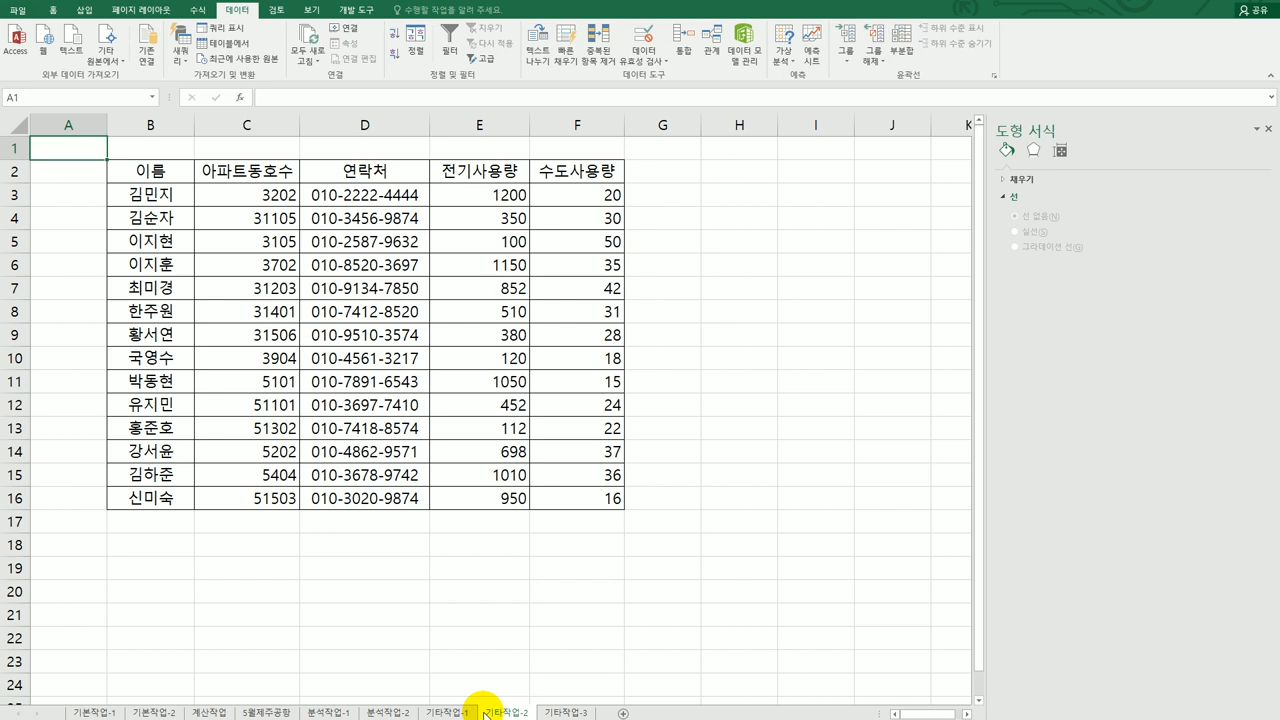 파일 홈 삽입 페이지 레이아웃 수식 데이터 검토 보기 개발 도구 수행할 작업을 알려 주세요. 공유
Access 웹 텍스트 기타 원본에서 기존 연결 새 쿼리 쿼리 표시 테이블에서 최근에 사용한 원본 모두 새로 고침 연결 속성 연결 편집 정렬 필터 지우기 다시 적용 고급 텍스트 나누기 빠른 채우기 중복된 항목 제거 데이터 유효성 검사 통합 관계 데이터 모델 관리 가상 분석 예측 시트 그룹 그룹 해제 부분합 하위 수준 표시 하위 수준 숨기기
외부 데이터 가져오기 가져오기 및 변환 연결 정렬 및 필터 데이터 도구 예측 윤곽선
A1 fx
A B C D E F G H I J K
도형 서식
1
2 이름 아파트동호수 연락처 전기사용량 수도사용량
3 김민지 3202 010-2222-4444 1200 20
4 김순자 31105 010-3456-9874 350 30
5 이지현 3105 010-2587-9632 100 50
6 이지훈 3702 010-8520-3697 1150 35
7 최미경 31203 010-9134-7850 852 42
8 한주원 31401 010-7412-8520 510 31
9 황서연 31506 010-9510-3574 380 28
10 국영수 3904 010-4561-3217 120 18
11 박동현 5101 010-7891-6543 1050 15
12 유지민 51101 010-3697-7410 452 24
13 홍준호 51302 010-7418-8574 112 22
14 강서윤 5202 010-4862-9571 698 37
15 김하준 5404 010-3678-9742 1010 36
16 신미숙 51503 010-3020-9874 950 16
17
18
19
20
21
22
23
24
채우기
선
선 없음(N)
실선(S)
그라데이션 선(G)
기본작업-1 기본작업-2 계산작업 5월제주공항 분석작업-1 분석작업-2 기타작업-1 기타작업-2 기타작업-3